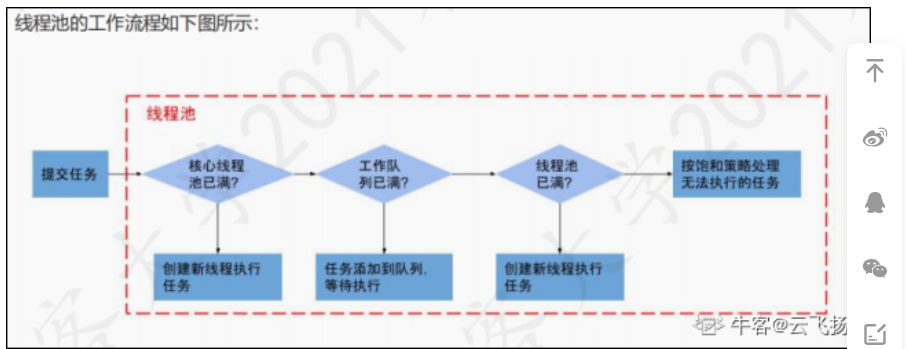 线程池的工作流程如下图所示：
线程池
提交任务
核心线程
池已满？
工作队
列已满？
线程池
已满？
按饱和策略处理
无法执行的任务
创建新线程执行
任务
任务添加到队列，
等待执行
创建新线程执行
任务
牛客@云飞扬